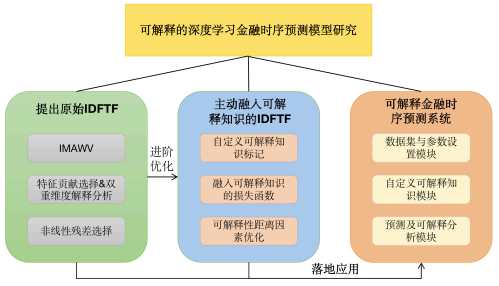 可解释的深度学习金融时序预测模型研究
提出原始IDFTF
IMAWV
特征贡献选择&双
重维度解释分析
非线性残差选择
进阶
优化
主动融入可解
释知识的IDFTF
自定义可解释知
识标记
融入可解释知识
的损失函数
可解释性距离因
素优化
可解释金融时
序预测系统
数据集与参数设
置模块
自定义可解释知
识模块
预测及可解释分
析模块
落地应用